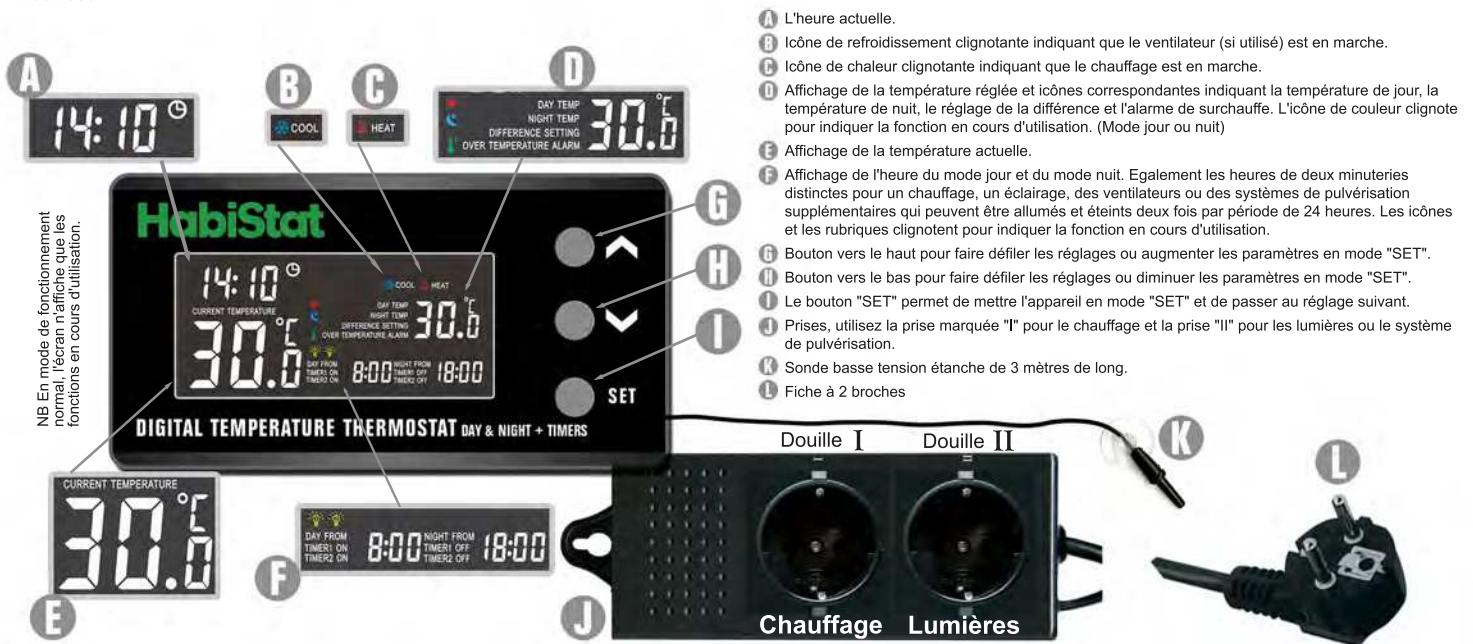 A L'heure actuelle.
B Icône de refroidissement clignotante indiquant que le ventilateur (si utilisé) est en marche.
C Icône de chaleur clignotante indiquant que le chauffage est en marche.
D Affichage de la température réglée et icônes correspondantes indiquant la température de jour, la
température de nuit, le réglage de la différence et l'alarme de surchauffe. L'icône de couleur clignote
pour indiquer la fonction en cours d'utilisation. (Mode jour ou nuit)
E Affichage de la température actuelle.
F Affichage de l'heure du mode jour et du mode nuit. Egalement les heures de deux minuteries
distinctes pour un chauffage, un éclairage, des ventilateurs ou des systèmes de pulvérisation
supplémentaires qui peuvent être allumés et éteints deux fois par période de 24 heures. Les icônes
et les rubriques clignotent pour indiquer la fonction en cours d'utilisation.
G Bouton vers le haut pour faire défiler les réglages ou augmenter les paramètres en mode "SET".
H Bouton vers le bas pour faire défiler les réglages ou diminuer les paramètres en mode "SET".
I Le bouton "SET" permet de mettre l'appareil en mode "SET" et de passer au réglage suivant.
J Prises, utilisez la prise marquée "I" pour le chauffage et la prise "II" pour les lumières ou le système
de pulvérisation.
K Sonde basse tension étanche de 3 mètres de long.
L Fiche à 2 broches
A
14:10
B
COOL
C
HEAT
D
DAY TEMP
NIGHT TEMP
DIFFERENCE SETTING
OVER TEMPERATURE ALARM
30.0
°C
NB En mode de fonctionnement
normal, l'écran n'affiche que les
fonctions en cours d'utilisation.
HabiStat
14:10
COOL HEAT
CURRENT TEMPERATURE
30.0
°C
DAY TEMP
NIGHT TEMP
DIFFERENCE SETTING
OVER TEMPERATURE ALARM
30.0
°C
DAY FROM
TIMER1 ON
TIMER2 ON
8:00
NIGHT FROM
TIMER1 OFF
TIMER2 OFF
18:00
SET
DIGITAL TEMPERATURE THERMOSTAT DAY & NIGHT + TIMERS
G
H
I
CURRENT TEMPERATURE
30.0
°C
E
DAY FROM
TIMER1 ON
TIMER2 ON
8:00
NIGHT FROM
TIMER1 OFF
TIMER2 OFF
18:00
F
Douille I Douille II
I II
Chauffage Lumières
J
K
L